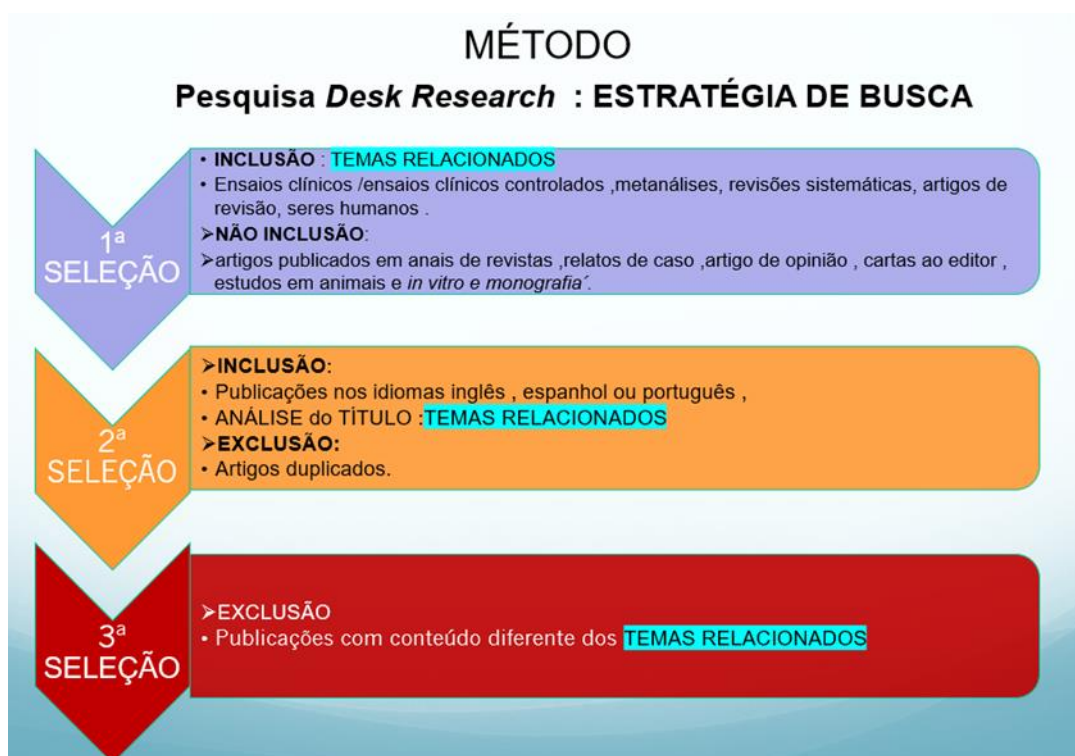 MÉTODO
Pesquisa Desk Research : ESTRATÉGIA DE BUSCA
1ª
SELEÇÃO
• INCLUSÃO : TEMAS RELACIONADOS
• Ensaios clínicos /ensaios clínicos controlados ,metanálises, revisões sistemáticas, artigos de
revisão, seres humanos .
➢NÃO INCLUSÃO:
➢artigos publicados em anais de revistas ,relatos de caso ,artigo de opinião , cartas ao editor ,
estudos em animais e in vitro e monografia´.
2ª
SELEÇÃO
➢INCLUSÃO:
• Publicações nos idiomas inglês , espanhol ou português ,
• ANÁLISE do TÍTULO :TEMAS RELACIONADOS
➢EXCLUSÃO:
• Artigos duplicados.
3ª
SELEÇÃO
➢EXCLUSÃO
• Publicações com conteúdo diferente dos TEMAS RELACIONADOS